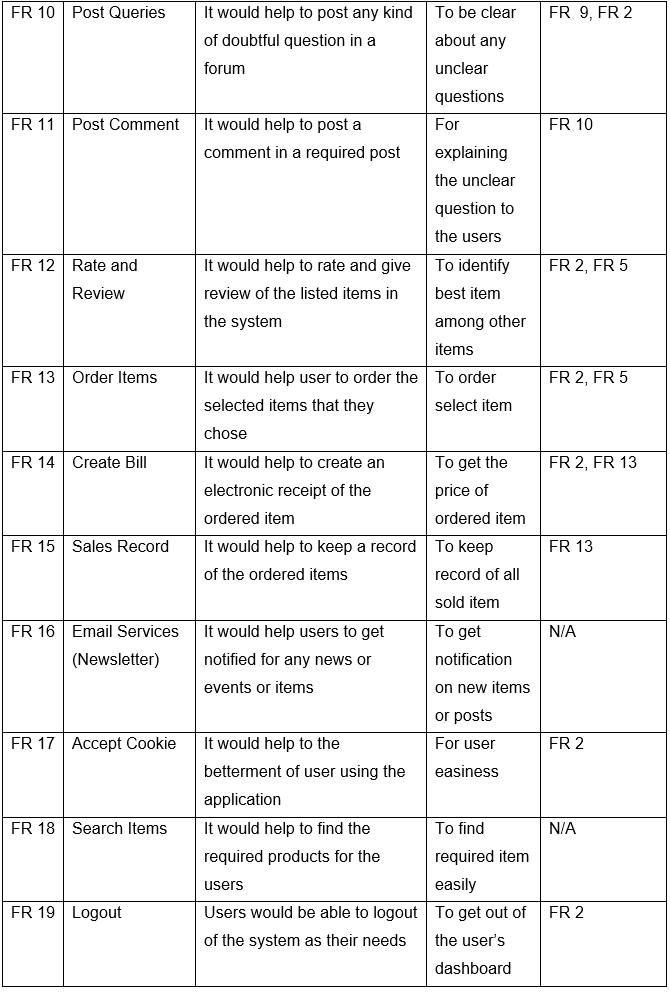 FR 10 Post Queries It would help to post any kind To be clear FR  9, FR 2
of doubtful question in a about any
forum unclear
questions
FR 11 Post Comment It would help to post a For FR 10
comment in a required post explaining
the unclear
question to
the users
FR 12 Rate and It would help to rate and give To identify FR 2, FR 5
Review review of the listed items in best item
the system among other
items
FR 13 Order Items It would help user to order the To order FR 2, FR 5
selected items that they select item
chose
FR 14 Create Bill It would help to create an To get the FR 2, FR 13
electronic receipt of the price of
ordered item ordered item
FR 15 Sales Record It would help to keep a record To keep FR 13
of the ordered items record of all
sold item
FR 16 Email Services It would help users to get To get N/A
(Newsletter) notified for any news or notification
events or items on new items
or posts
FR 17 Accept Cookie It would help to the For user FR 2
betterment of user using the easiness
application
FR 18 Search Items It would help to find the To find N/A
required products for the required item
users easily
FR 19 Logout Users would be able to logout To get out of FR 2
of the system as their needs the user’s
dashboard